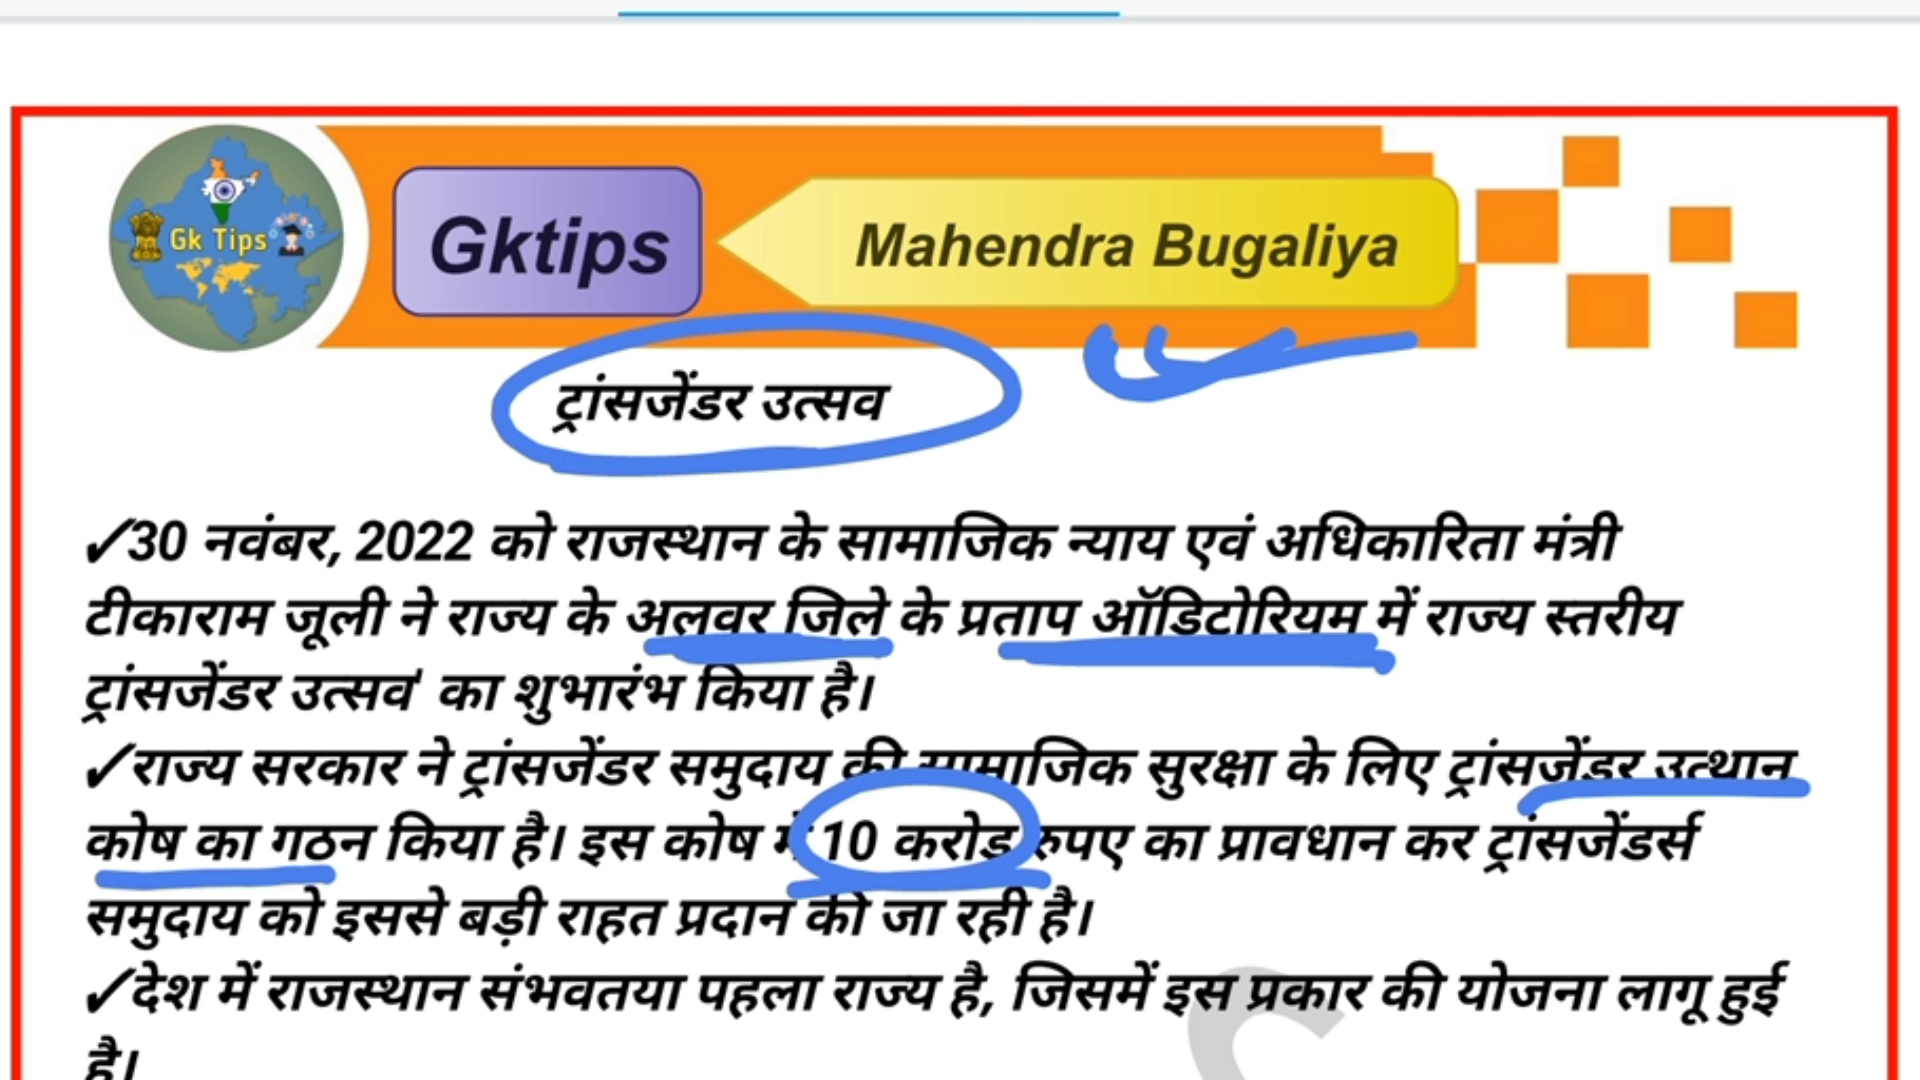 Gk Tips
Gktips
Mahendra Bugaliya
ट्रांसजेंडर उत्सव
✓30 नवंबर, 2022 को राजस्थान के सामाजिक न्याय एवं अधिकारिता मंत्री
टीकाराम जूली ने राज्य के अलवर जिले के प्रताप ऑडिटोरियम में राज्य स्तरीय
ट्रांसजेंडर उत्सव' का शुभारंभ किया है।
✓राज्य सरकार ने ट्रांसजेंडर समुदाय की सामाजिक सुरक्षा के लिए ट्रांसजेंडर उत्थान
कोष का गठन किया है। इस कोष में 10 करोड़ रुपए का प्रावधान कर ट्रांसजेंडर्स
समुदाय को इससे बड़ी राहत प्रदान की जा रही है।
✓देश में राजस्थान संभवतया पहला राज्य है, जिसमें इस प्रकार की योजना लागू हुई
है।